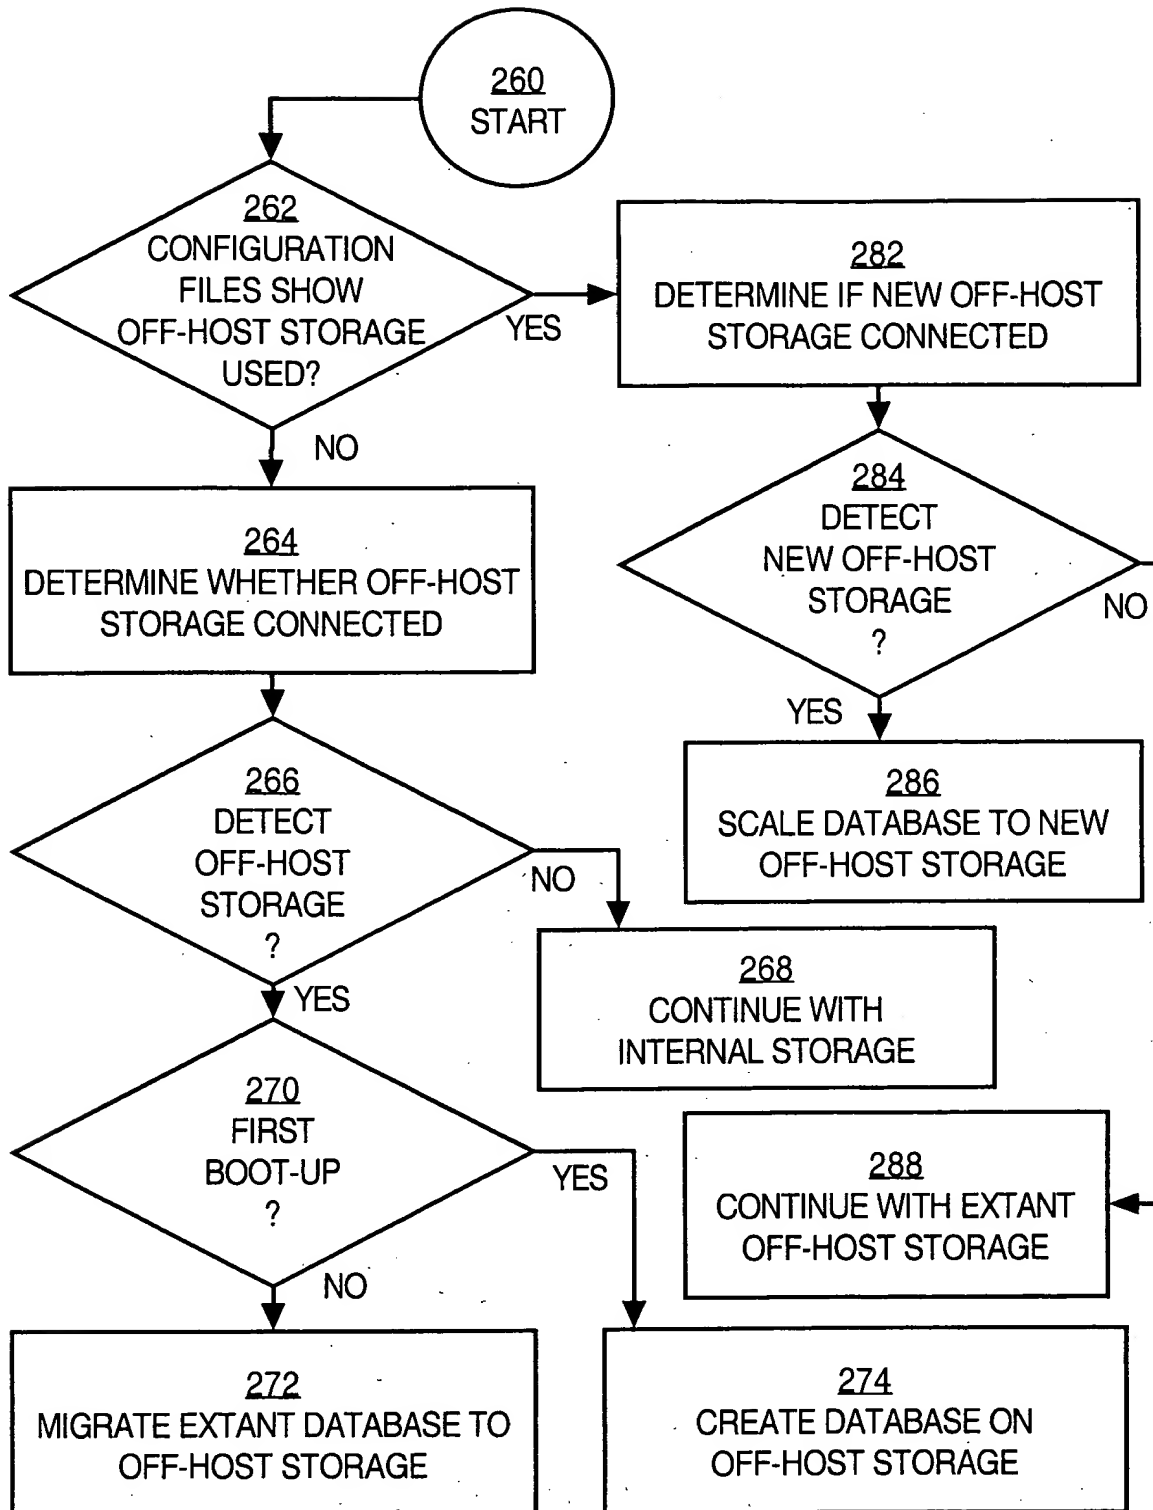 260
START
262
CONFIGURATION
FILES SHOW
OFF-HOST STORAGE
USED?
YES
NO
282
DETERMINE IF NEW OFF-HOST
STORAGE CONNECTED
284
DETECT
NEW OFF-HOST
STORAGE
?
NO
YES
286
SCALE DATABASE TO NEW
OFF-HOST STORAGE
264
DETERMINE WHETHER OFF-HOST
STORAGE CONNECTED
266
DETECT
OFF-HOST
STORAGE
?
NO
YES
268
CONTINUE WITH
INTERNAL STORAGE
270
FIRST
BOOT-UP
?
YES
NO
288
CONTINUE WITH EXTANT
OFF-HOST STORAGE
272
MIGRATE EXTANT DATABASE TO
OFF-HOST STORAGE
274
CREATE DATABASE ON
OFF-HOST STORAGE